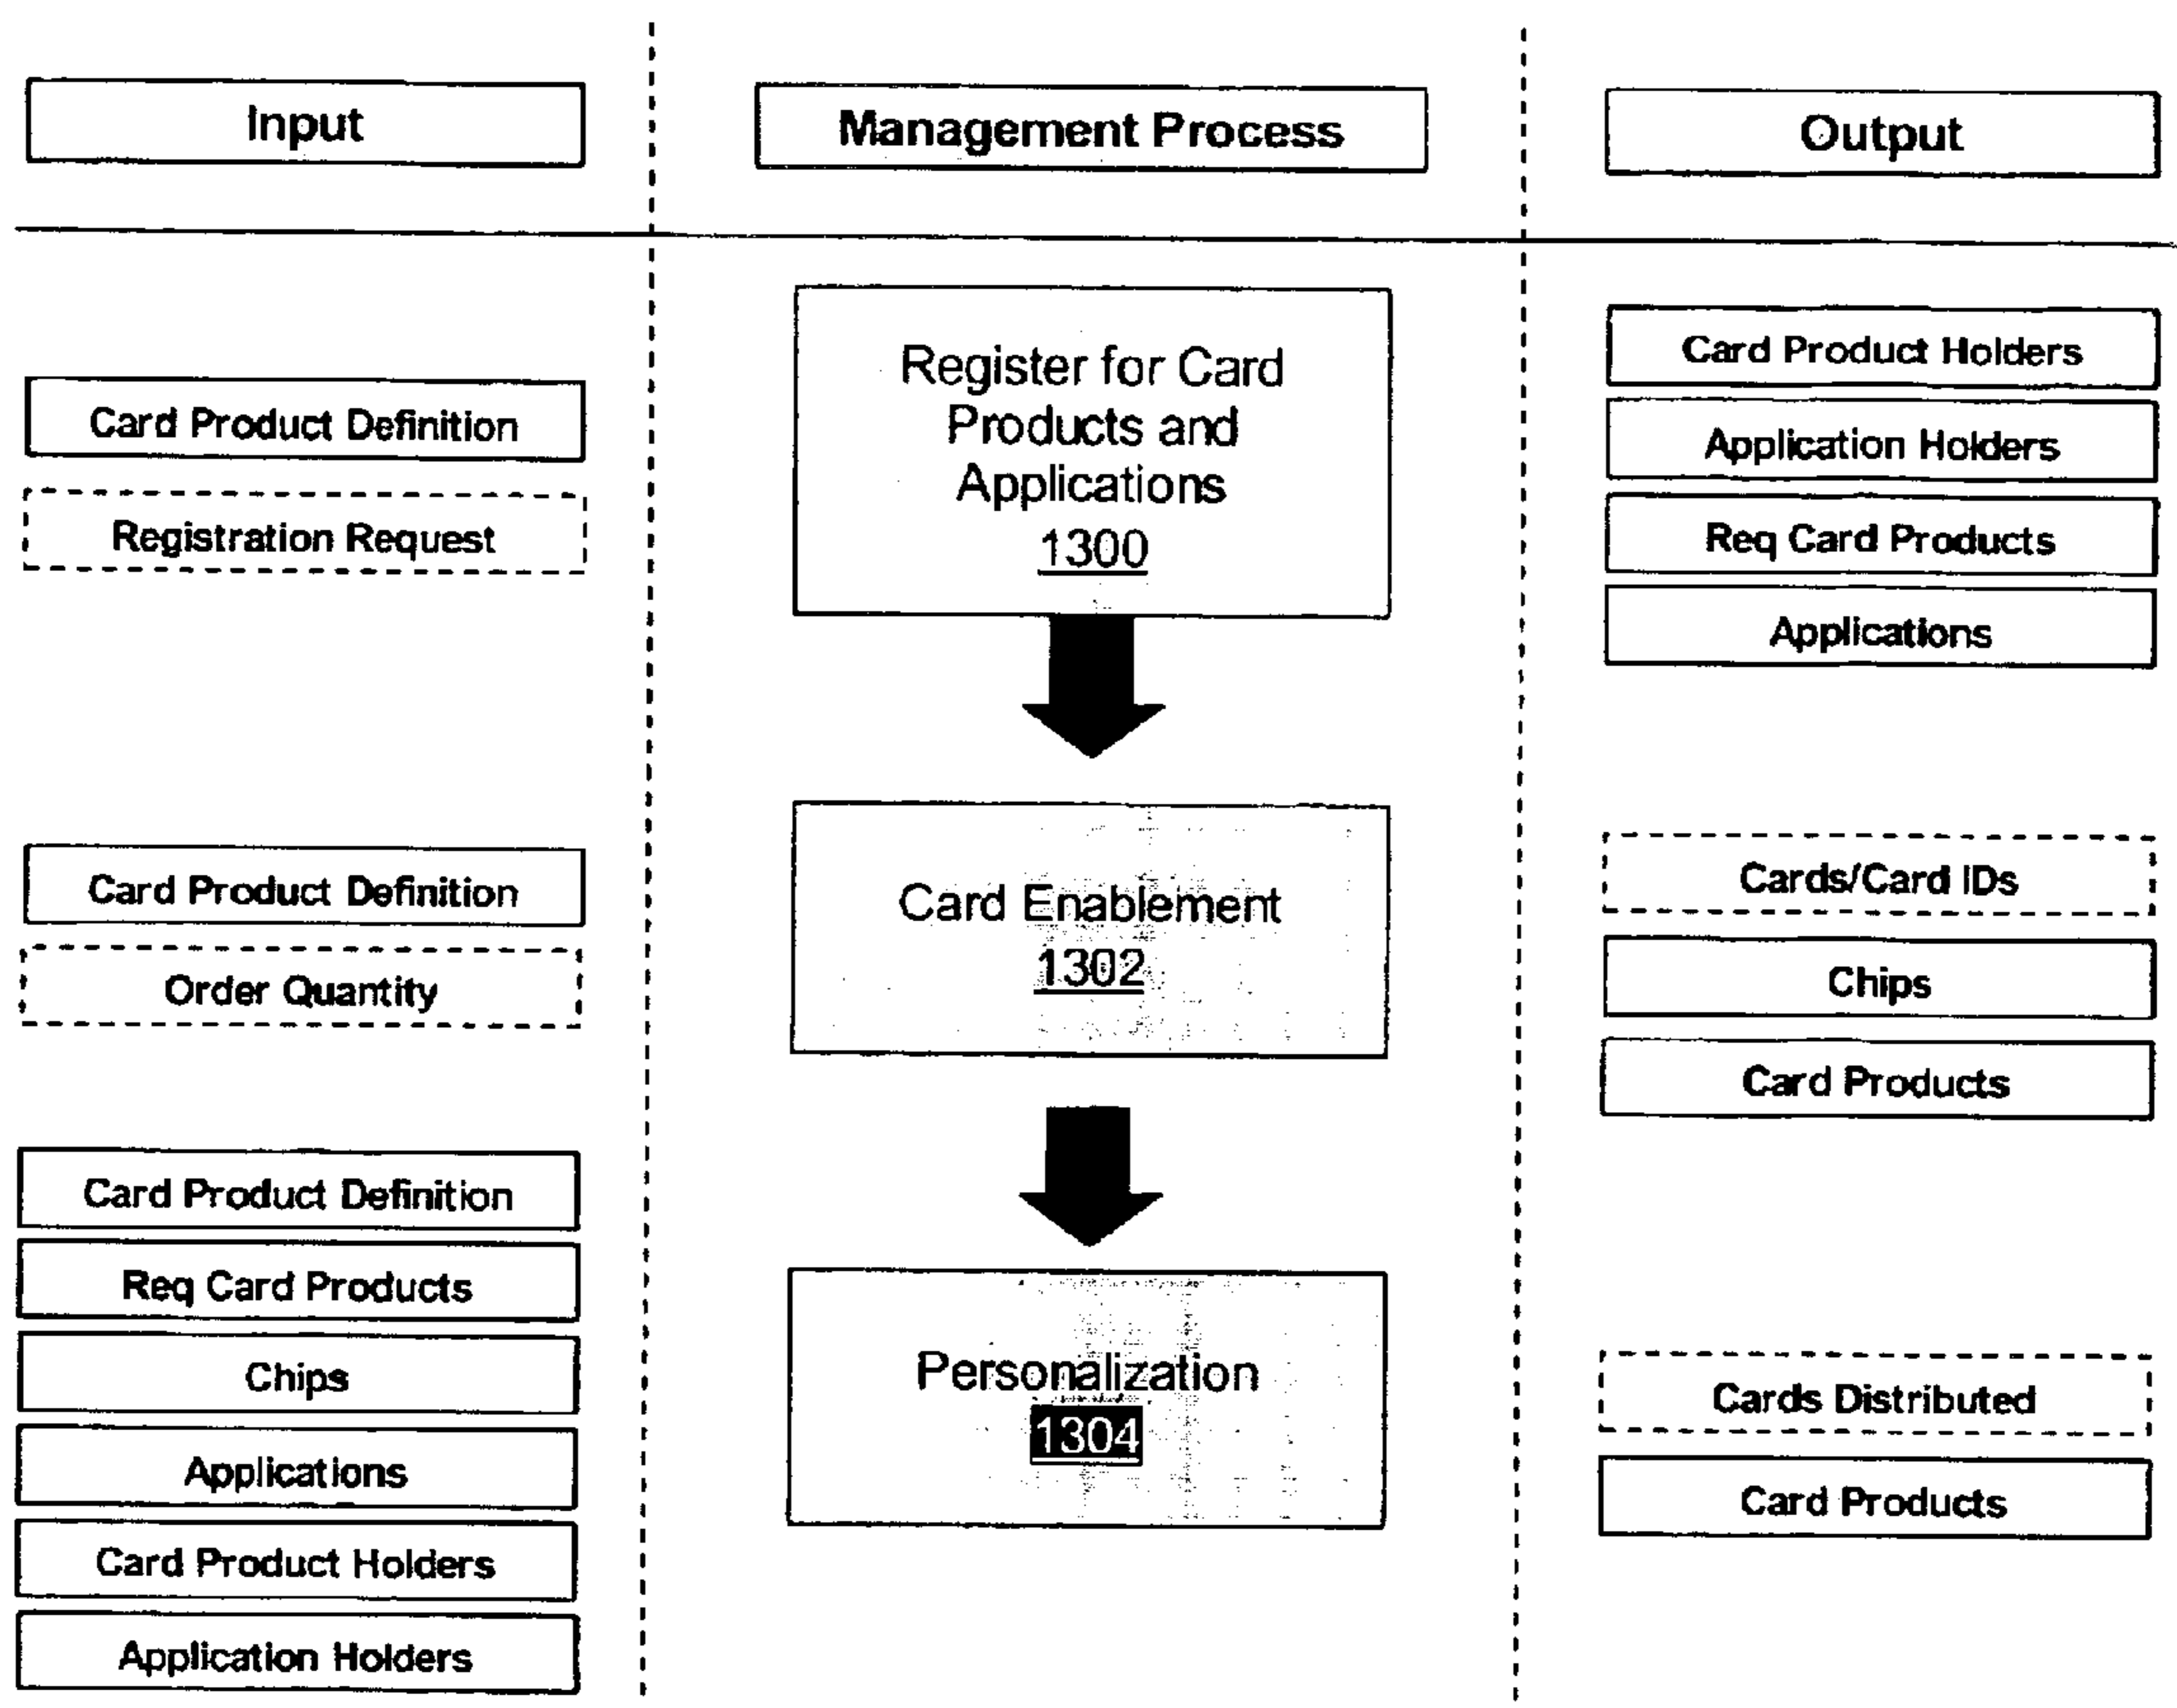 Input
Management Process
Output
Card Product Definition
Registration Request
Register for Card
Products and
Applications
1300
Card Product Holders
Application Holders
Req Card Products
Applications
Card Product Definition
Order Quantity
Card Enablement
1302
Cards/Card IDs
Chips
Card Products
Card Product Definition
Req Card Products
Chips
Applications
Card Product Holders
Application Holders
Personalization
1304
Cards Distributed
Card Products